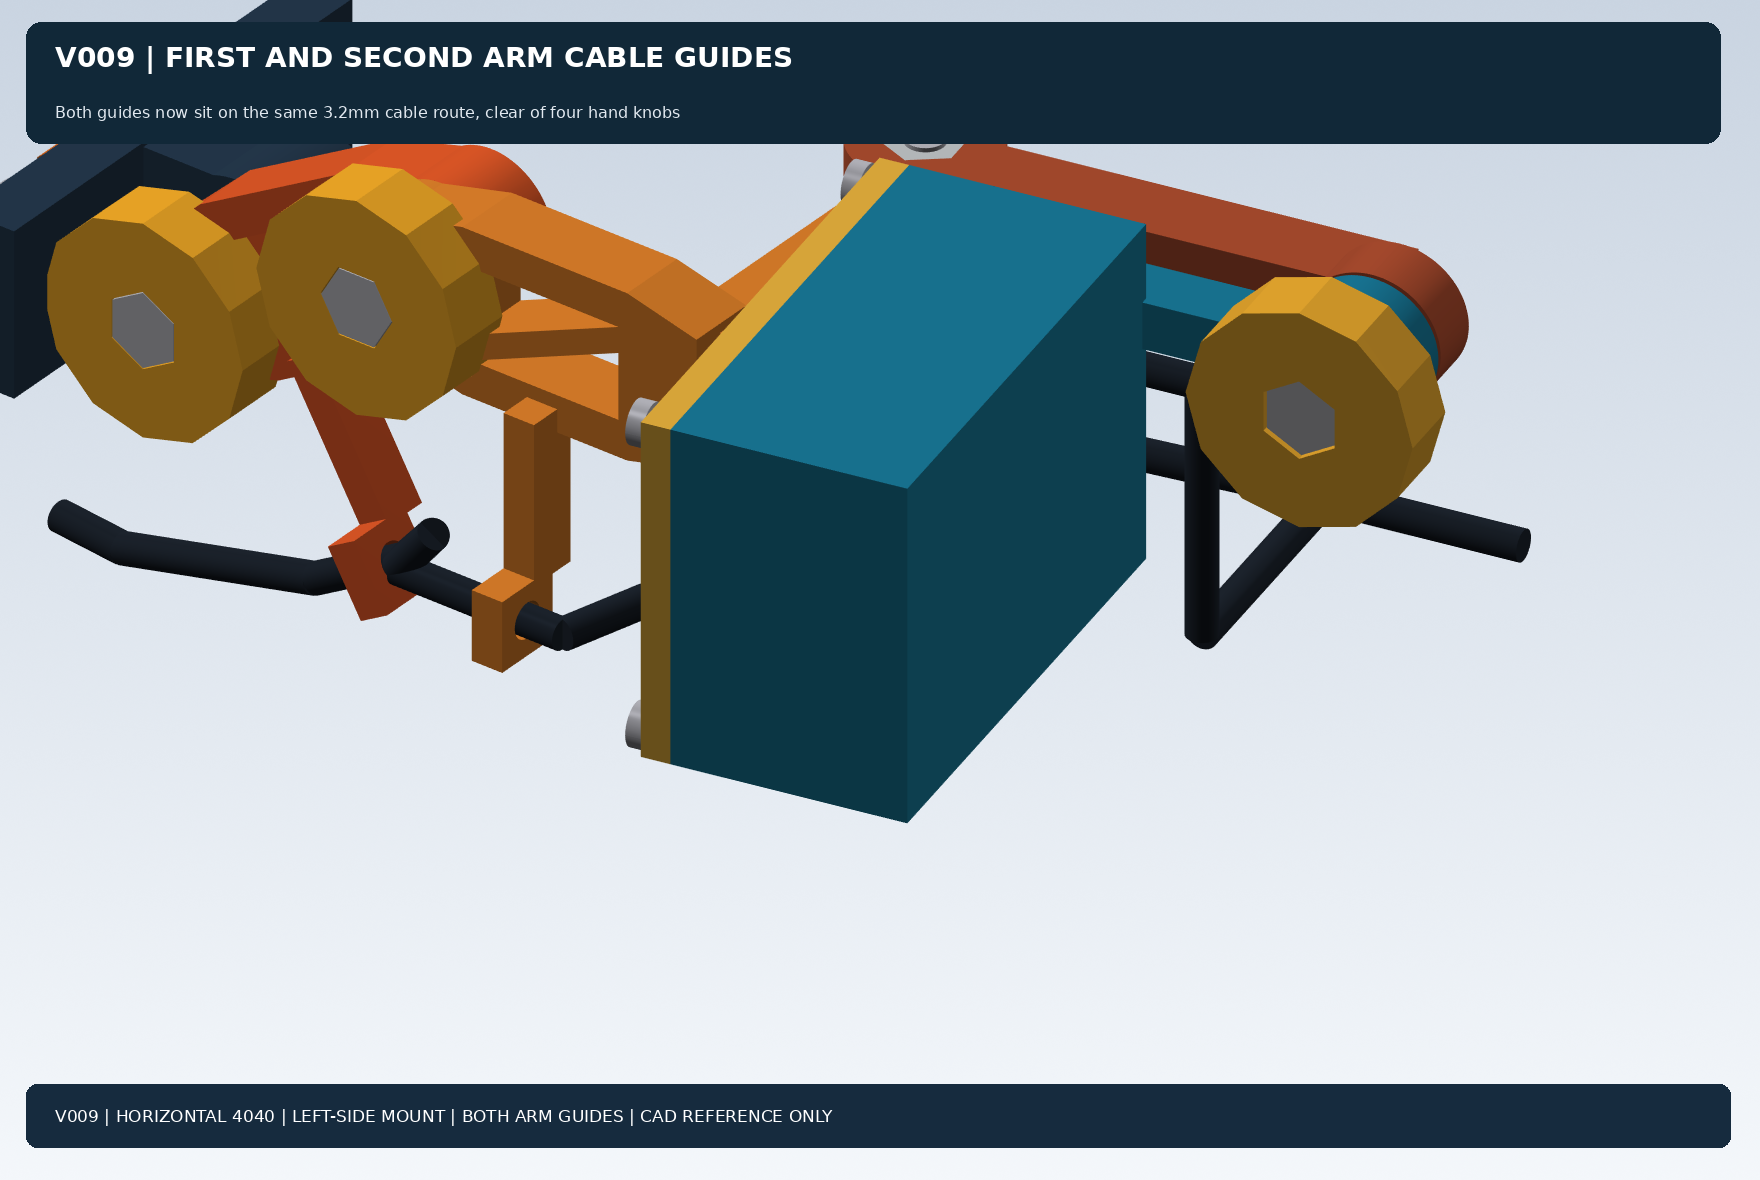 V009 | FIRST AND SECOND ARM CABLE GUIDES
Both guides now sit on the same 3.2mm cable route, clear of four hand knobs
V009 | HORIZONTAL 4040 | LEFT-SIDE MOUNT | BOTH ARM GUIDES | CAD REFERENCE ONLY